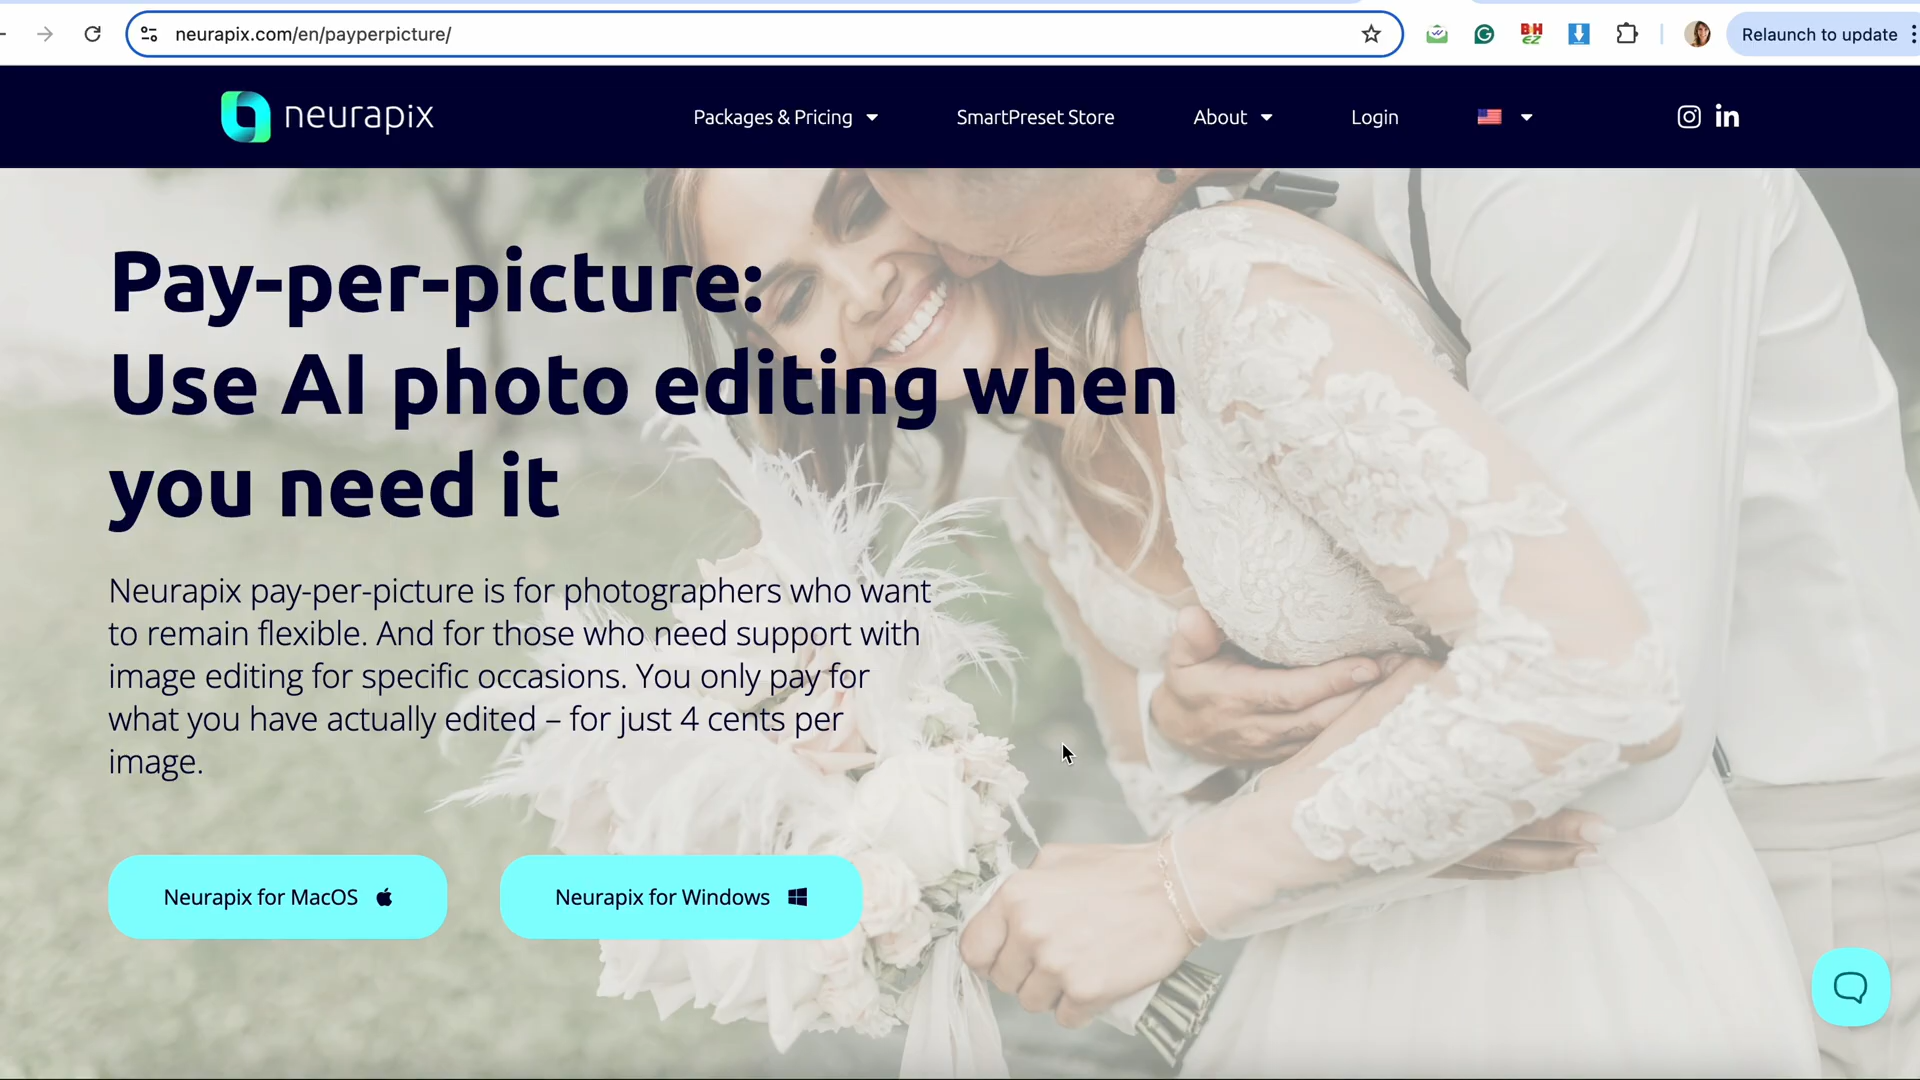 neurapix.com/en/payperpicture/
Relaunch to update
neurapix
Packages & Pricing
SmartPreset Store
About
Login
Pay-per-picture:
Use AI photo editing when
you need it
Neurapix pay-per-picture is for photographers who want
to remain flexible. And for those who need support with
image editing for specific occasions. You only pay for
what you have actually edited – for just 4 cents per
image.
Neurapix for MacOS
Neurapix for Windows